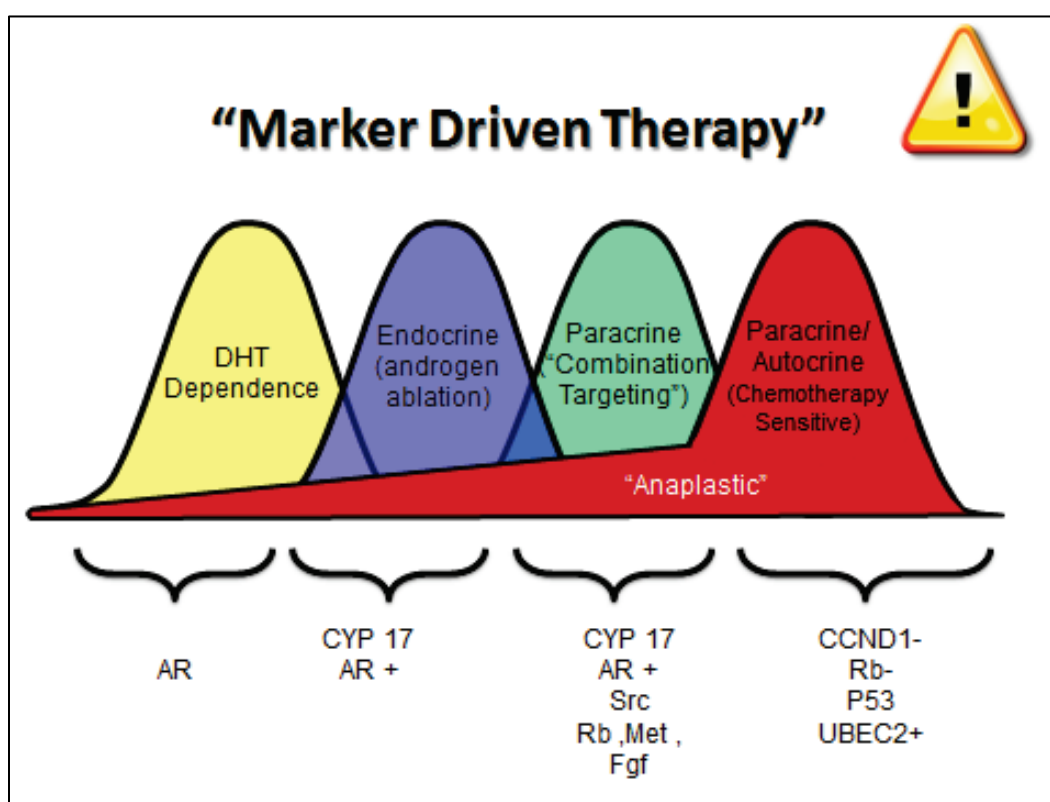 “Marker Driven Therapy”
!
DHT
Dependence
Endocrine
(androgen
ablation)
Paracrine
(“Combination
Targeting”)
Paracrine/
Autocrine
(Chemotherapy
Sensitive)
“Anaplastic”
AR
CYP 17
AR +
CYP 17
AR +
Src
Rb ,Met ,
Fgf
CCND1-
Rb-
P53
UBEC2+